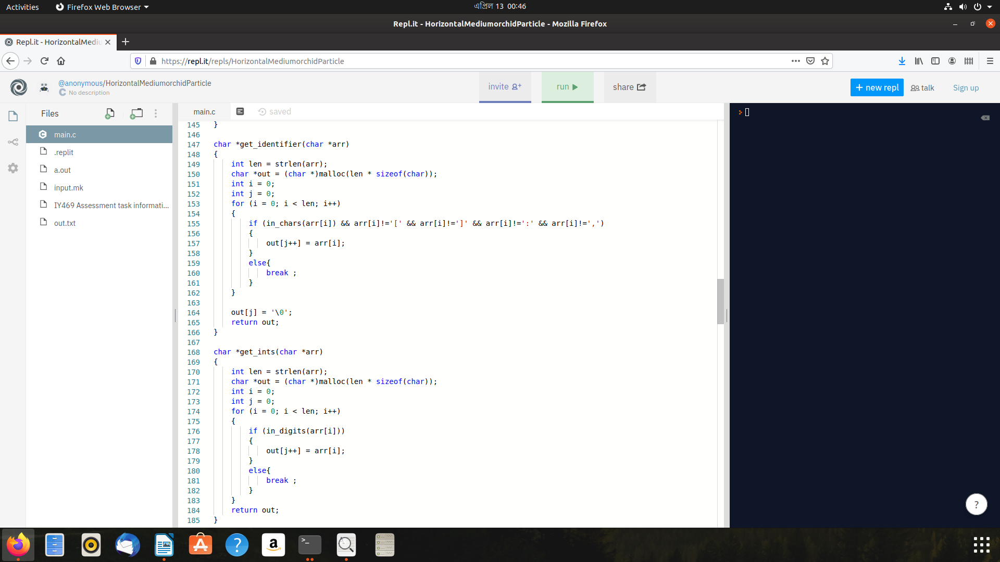 Activities
Firefox Web Browser
এপ্রিল 13 00:46
Repl.it - HorizontalMediumorchidParticle - Mozilla Firefox
Repl.it - HorizontalMediu
https://repl.it/repls/HorizontalMediumorchidParticle
@anonymous/HorizontalMediumorchidParticle
C No description
invite
run
share
+ new repl
talk
Sign up
Files
main.c
.replit
a.out
input.mk
IY469 Assessment task informati...
out.txt
main.c
saved
145 }
146
147 char *get_identifier(char *arr)
148 {
149 int len = strlen(arr);
150 char *out = (char *)malloc(len * sizeof(char));
151 int i = 0;
152 int j = 0;
153 for (i = 0; i < len; i++)
154 {
155 if (in_chars(arr[i]) && arr[i]!='[' && arr[i]!=']' && arr[i]!=':' && arr[i]!=',')
156 {
157 out[j++] = arr[i];
158 }
159 else{
160 break ;
161 }
162 }
163
164 out[j] = '\0';
165 return out;
166 }
167
168 char *get_ints(char *arr)
169 {
170 int len = strlen(arr);
171 char *out = (char *)malloc(len * sizeof(char));
172 int i = 0;
173 int j = 0;
174 for (i = 0; i < len; i++)
175 {
176 if (in_digits(arr[i]))
177 {
178 out[j++] = arr[i];
179 }
180 else{
181 break ;
182 }
183 }
184 return out;
185 }
?